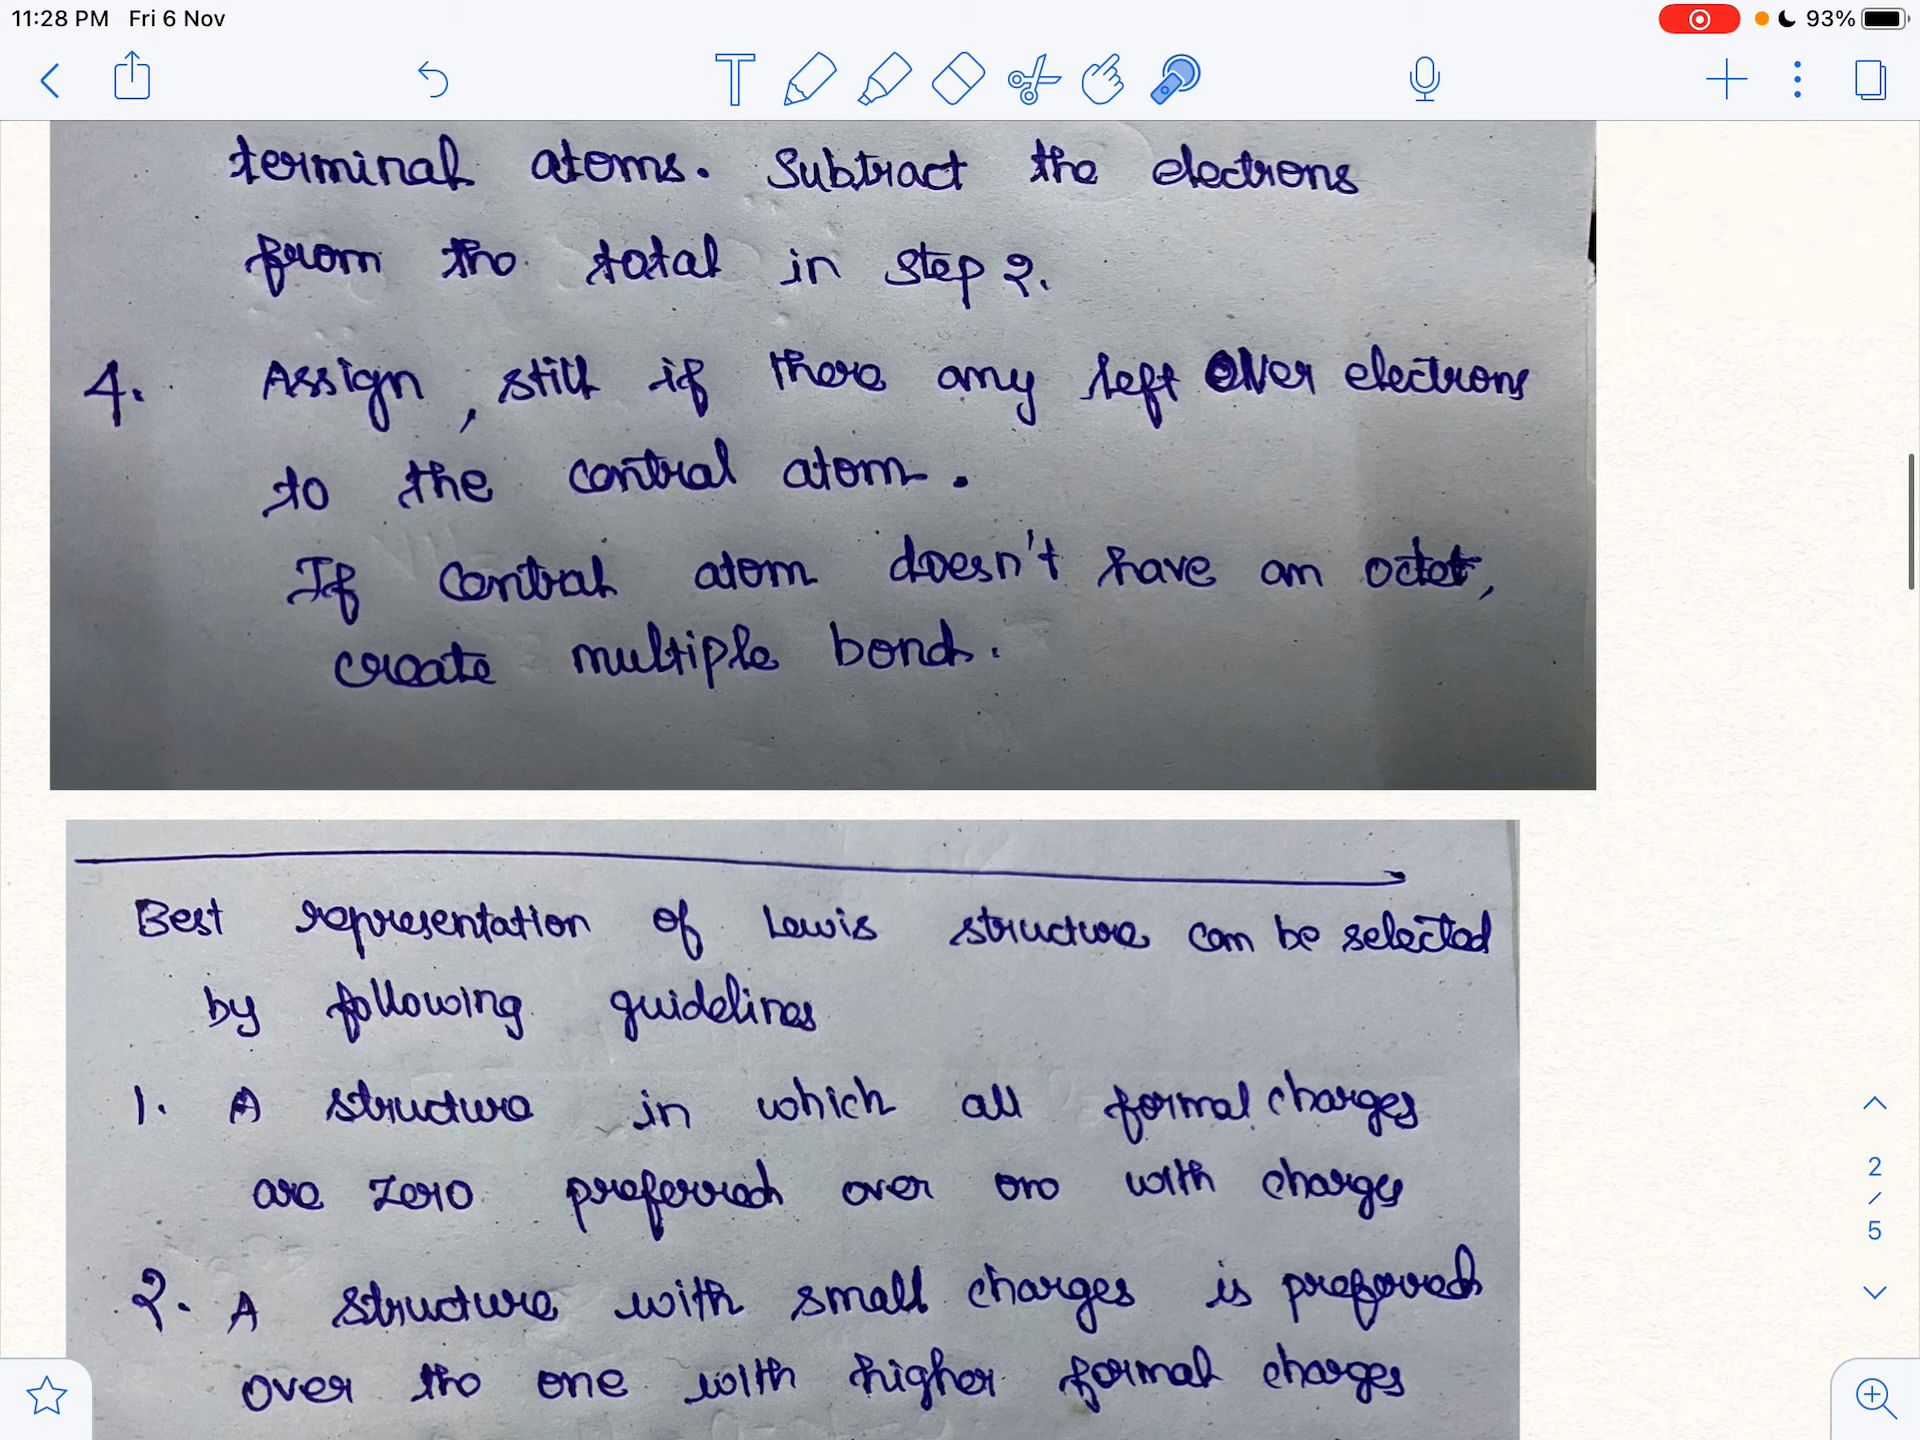 11:28 PM Fri 6 Nov 93%
terminal atoms. Subtract the electrons
from the total in step 2.
4. Assign, still if there any left over electrons
to the central atom.
If central atom doesn't have an octet,
create multiple bond.
Best representation of Lewis structure can be selected
by following guidelines
1. A structure in which all formal charges
are zero preferred over one with charges
2. A structure with small charges is preferred
over the one with higher formal charges
2
/
5